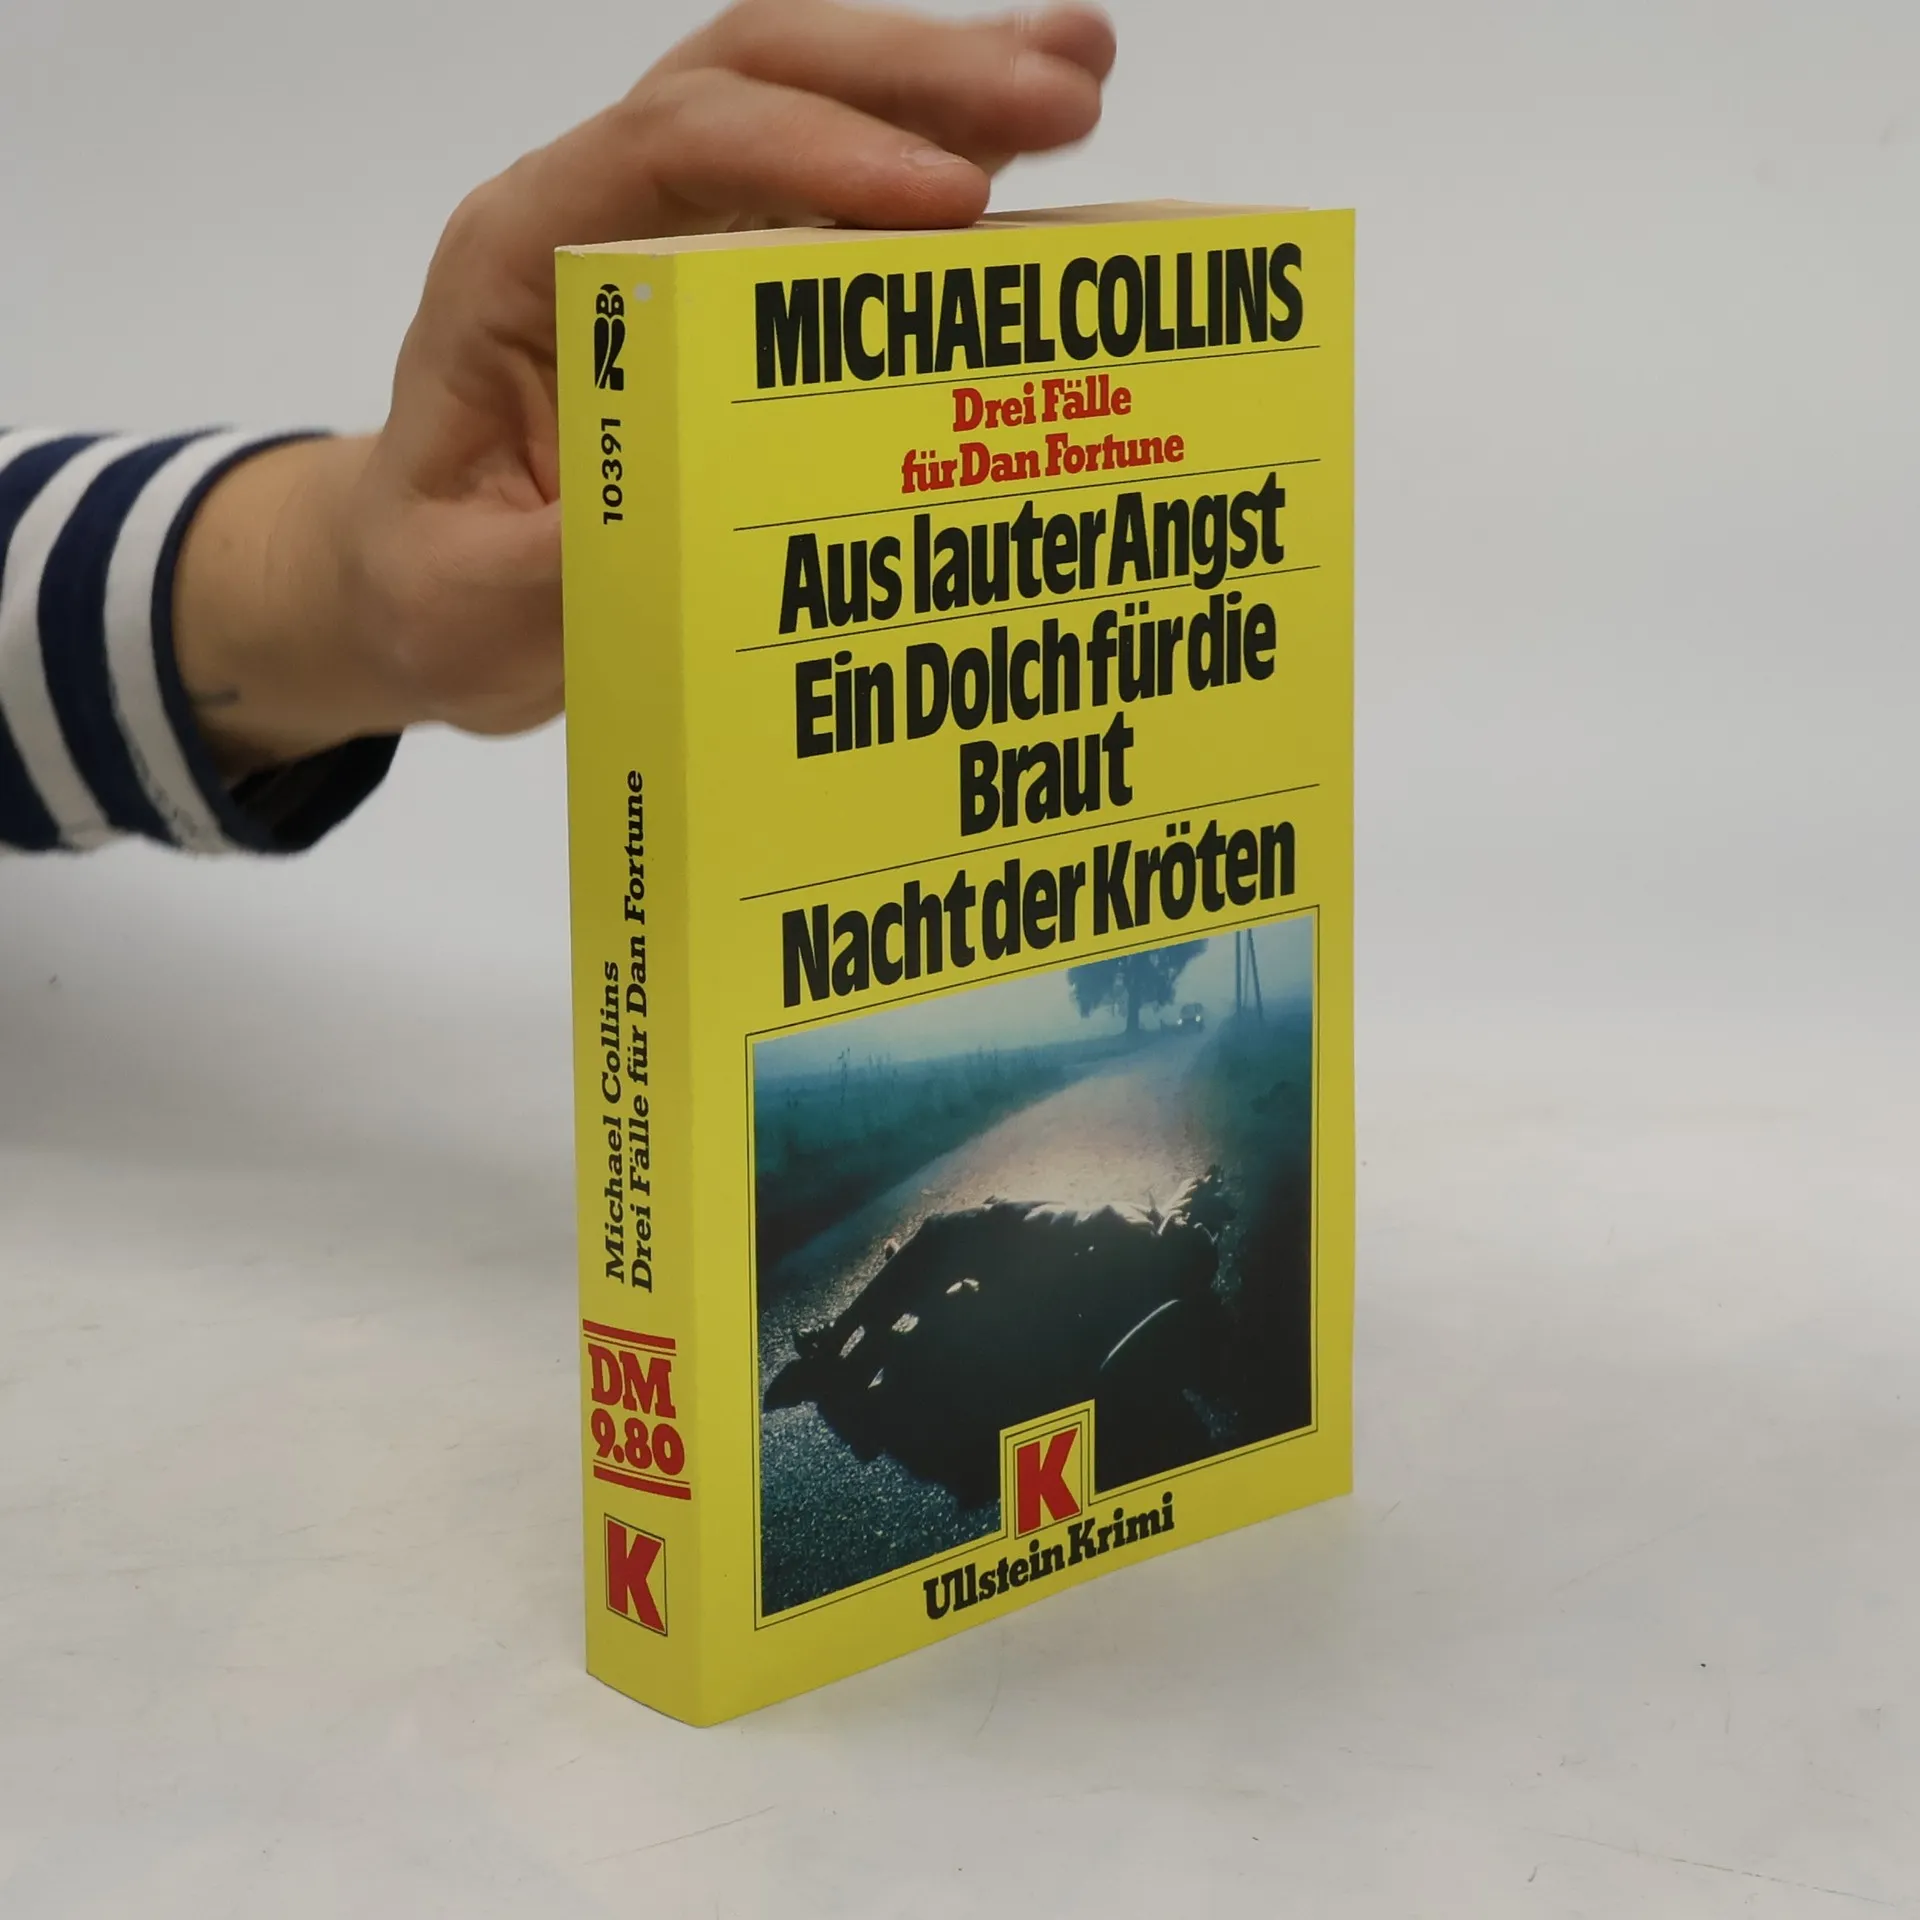 MICHAEL COLLINS
Drei Fälle
für Dan Fortune
Aus lauter Angst
Ein Dolch für die
Braut
Nacht der Kröten
K
Ullstein Krimi
10391
Michael Collins
Drei Fälle für Dan Fortune
DM
9.80
K